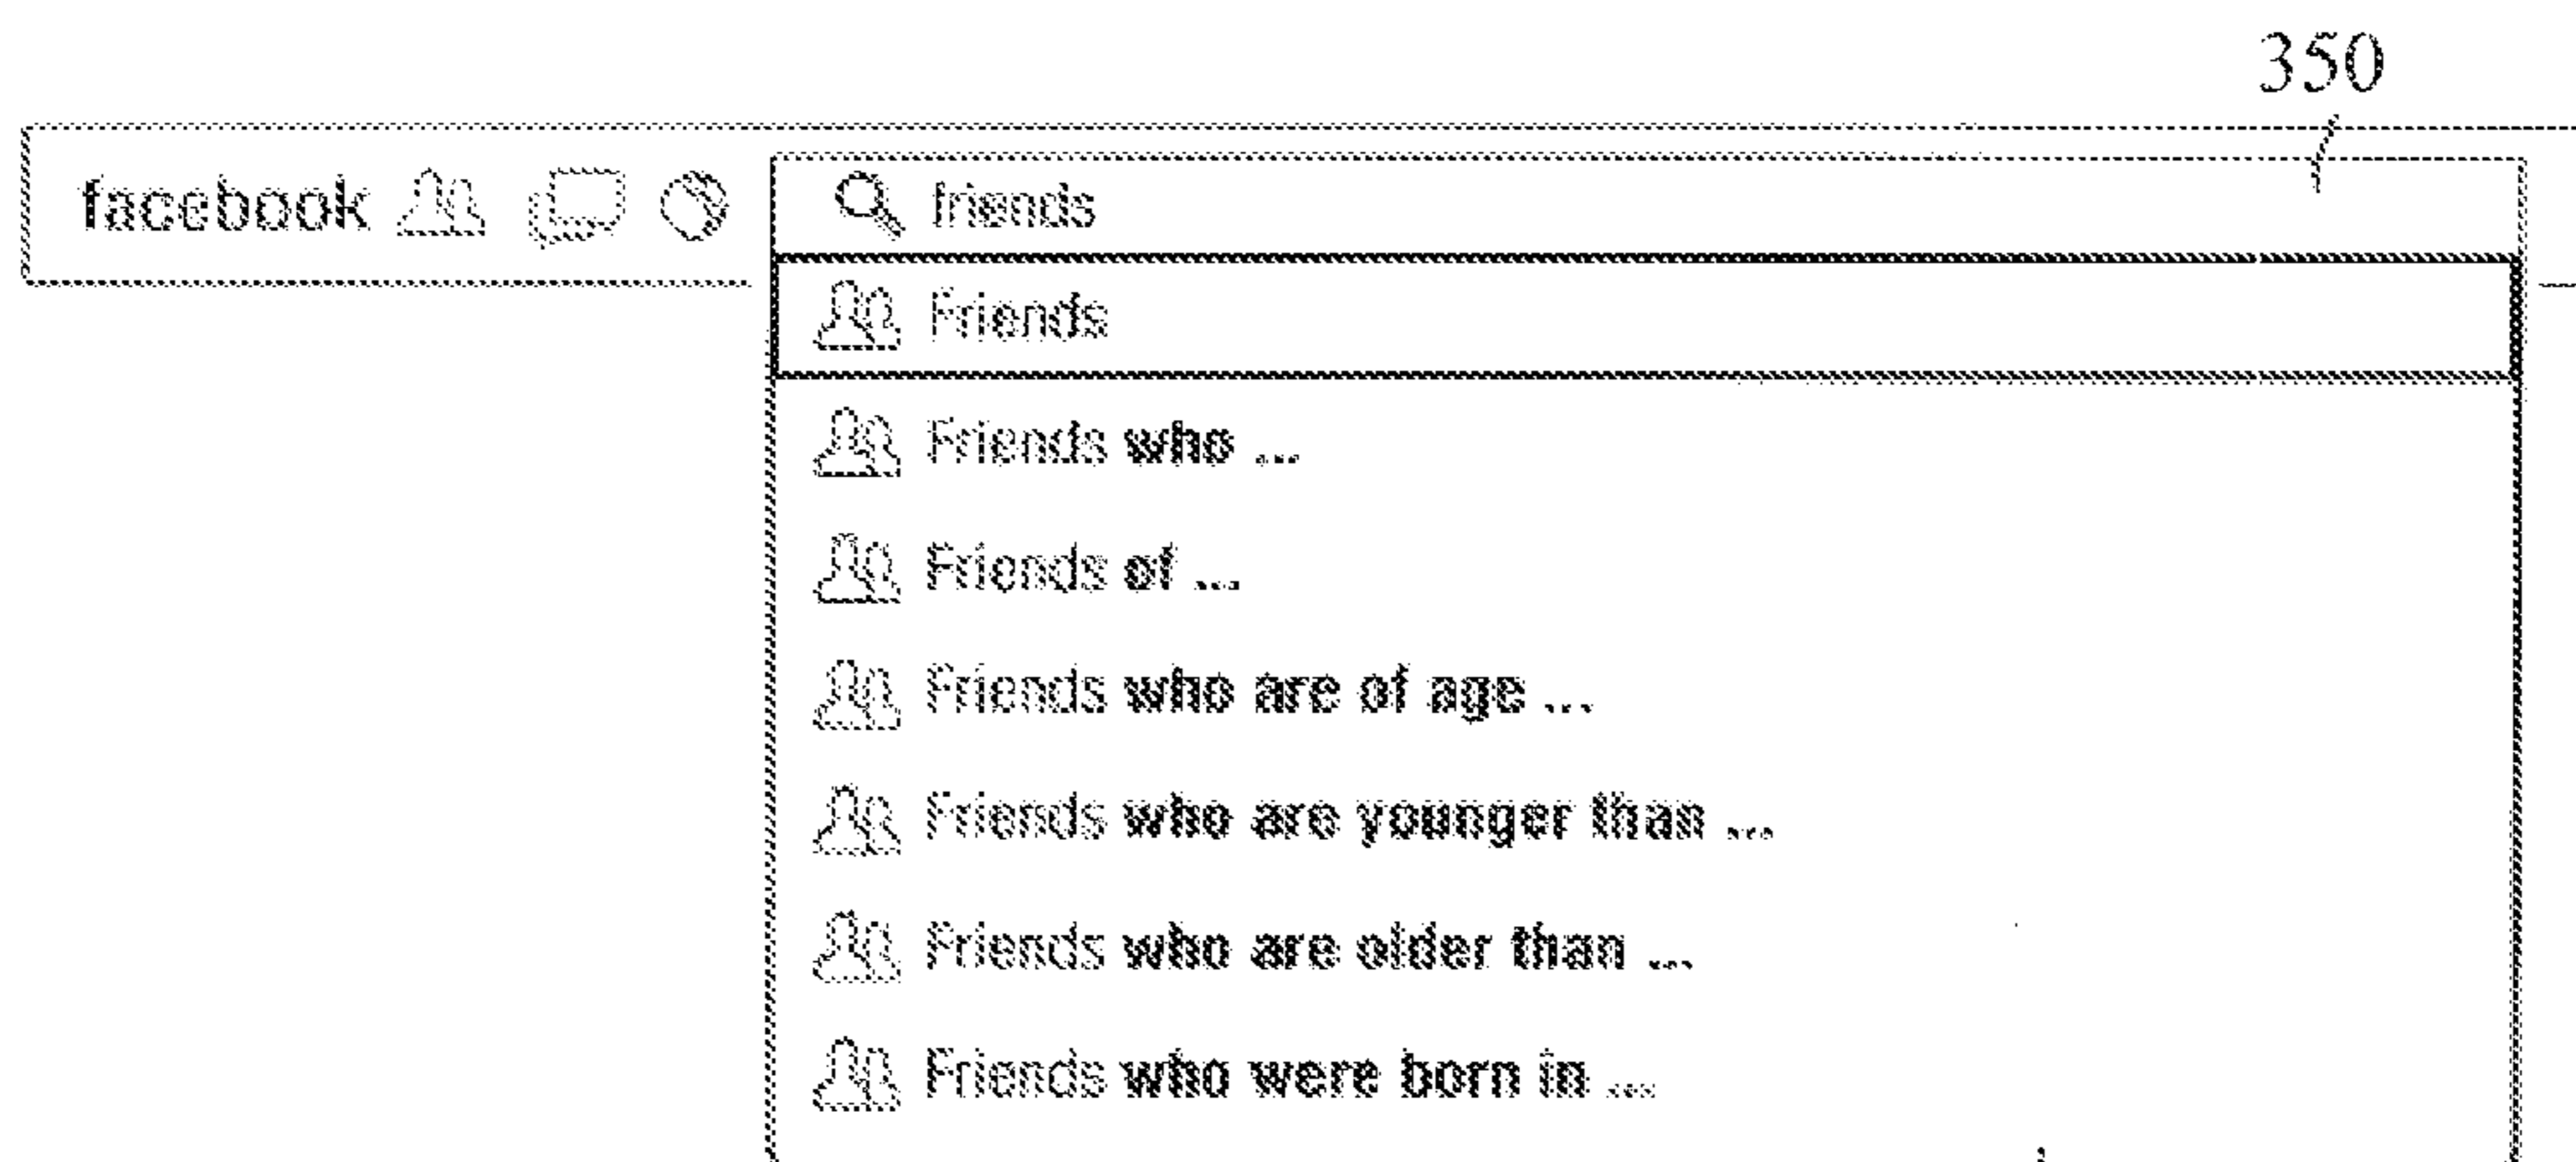 350
facebook friends
Friends
Friends who ...
Friends of ...
Friends who are of age ...
Friends who are younger than ...
Friends who are older than ...
Friends who were born in ...